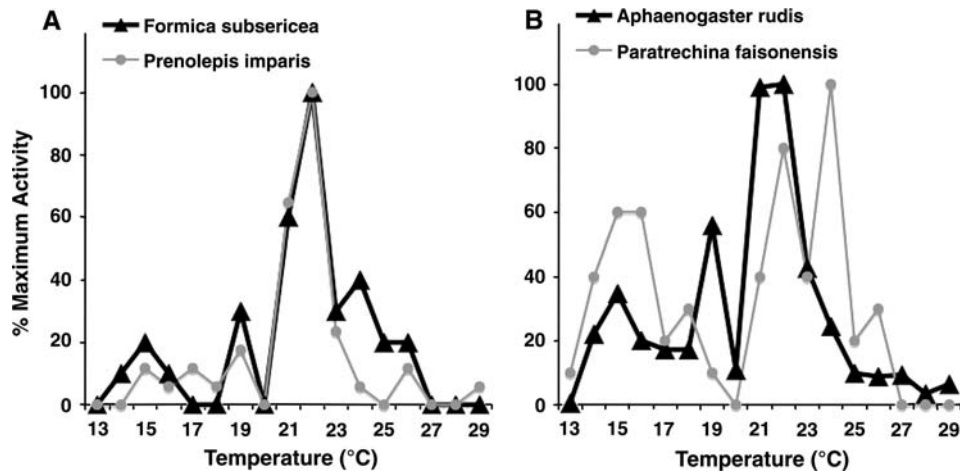 A
Formica subsericea
Prenolepis imparis
% Maximum Activity
100
80
60
40
20
0
13 15 17 19 21 23 25 27 29
Temperature (°C)
B
Aphaenogaster rudis
Paratrechina faisonensis
100
80
60
40
20
0
13 15 17 19 21 23 25 27 29
Temperature (°C)